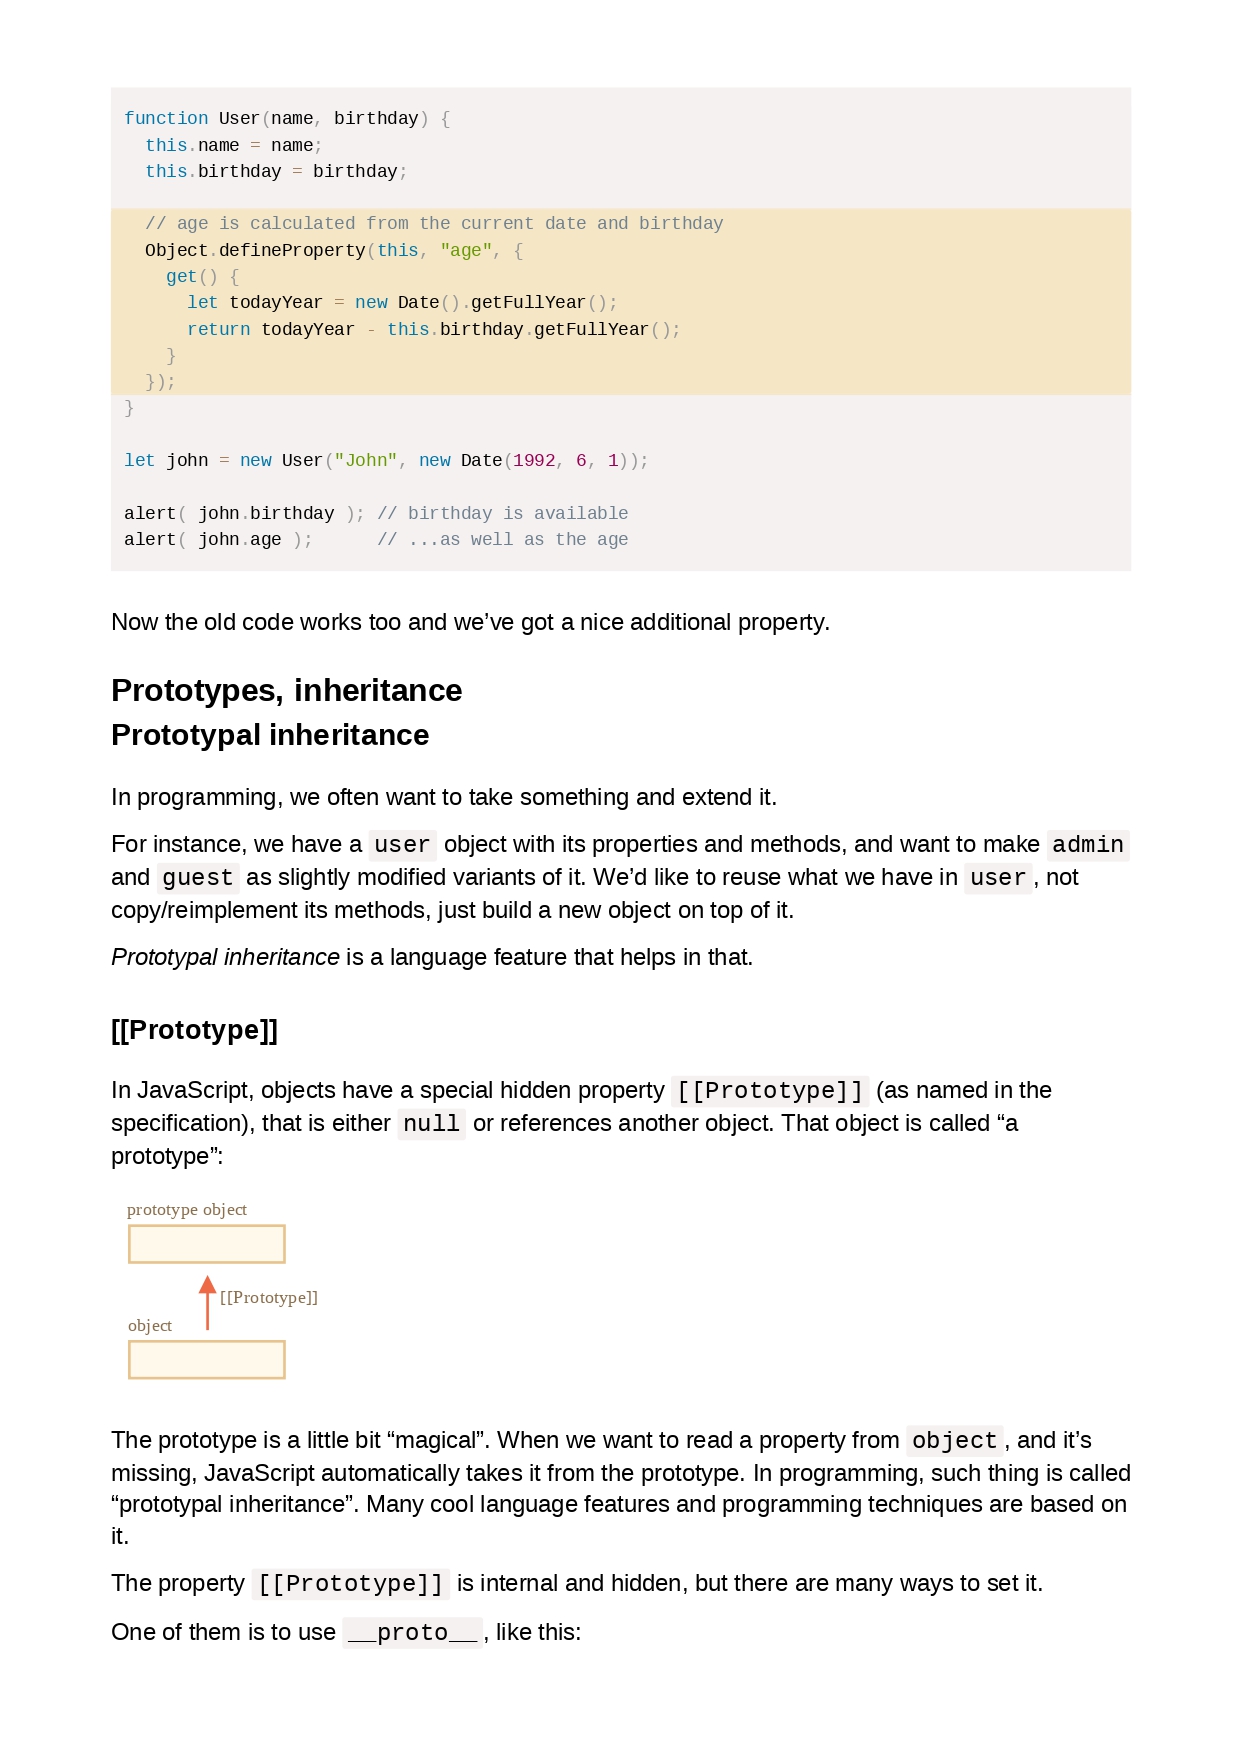 function User(name, birthday) {
  this.name = name;
  this.birthday = birthday;

  // age is calculated from the current date and birthday
  Object.defineProperty(this, "age", {
    get() {
      let todayYear = new Date().getFullYear();
      return todayYear - this.birthday.getFullYear();
    }
  });
}

let john = new User("John", new Date(1992, 6, 1));

alert( john.birthday ); // birthday is available
alert( john.age );      // ...as well as the age

Now the old code works too and we’ve got a nice additional property.
Prototypes, inheritance
Prototypal inheritance
In programming, we often want to take something and extend it.
For instance, we have a user object with its properties and methods, and want to make admin
and guest as slightly modified variants of it. We’d like to reuse what we have in user, not
copy/reimplement its methods, just build a new object on top of it.
Prototypal inheritance is a language feature that helps in that.
[[Prototype]]
In JavaScript, objects have a special hidden property [[Prototype]] (as named in the
specification), that is either null or references another object. That object is called “a
prototype”:
prototype object
[[Prototype]]
object
The prototype is a little bit “magical”. When we want to read a property from object, and it’s
missing, JavaScript automatically takes it from the prototype. In programming, such thing is called
“prototypal inheritance”. Many cool language features and programming techniques are based on
it.
The property [[Prototype]] is internal and hidden, but there are many ways to set it.
One of them is to use __proto__, like this: